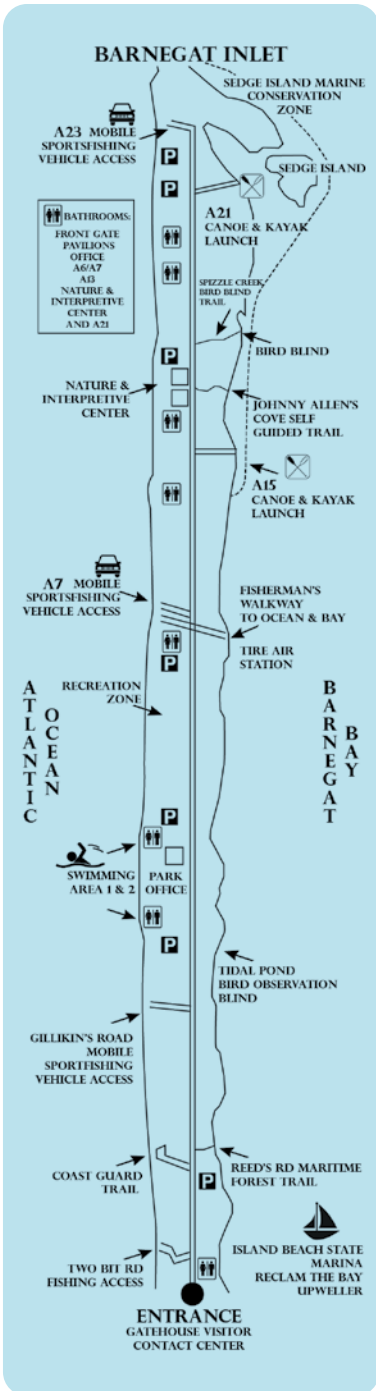 BARNEGAT INLET
SEDGE ISLAND MARINE
CONSERVATION
ZONE
A23 MOBILE
SPORTSFISHING
VEHICLE ACCESS
P
P
SEDGE ISLAND
A21
CANOE & KAYAK
LAUNCH
BATHROOMS:
FRONT GATE
PAVILIONS
OFFICE
A6/A7
A13
NATURE &
INTERPRETIVE
CENTER
AND A21
SPIZZLE CREEK
BIRD BLIND
TRAIL
BIRD BLIND
P
NATURE &
INTERPRETIVE
CENTER
JOHNNY ALLEN'S
COVE SELF
GUIDED TRAIL
A15
CANOE & KAYAK
LAUNCH
A7 MOBILE
SPORTSFISHING
VEHICLE ACCESS
FISHERMAN'S
WALKWAY
TO OCEAN & BAY
TIRE AIR
STATION
P
RECREATION
ZONE
ATLANTIC
OCEAN
BARNEGAT
BAY
P
SWIMMING
AREA 1 & 2
PARK
OFFICE
P
TIDAL POND
BIRD OBSERVATION
BLIND
GILLIKIN'S ROAD
MOBILE
SPORTSFISHING
VEHICLE ACCESS
COAST GUARD
TRAIL
REED'S RD MARITIME
FOREST TRAIL
P
ISLAND BEACH STATE
MARINA
RECLAM THE BAY
UPWELLER
TWO BIT RD
FISHING ACCESS
ENTRANCE
GATEHOUSE VISITOR
CONTACT CENTER